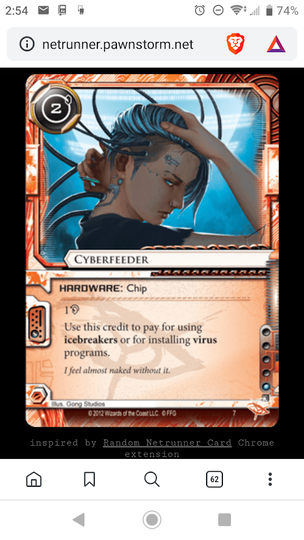 2:54
74%
netrunner.pawnstorm.net
2
CYBERFEEDER
HARDWARE: Chip
1
Use this credit to pay for using
icebreakers or for installing virus
programs.
I feel almost naked without it.
Illus. Gong Studios
© 2012 Wizards of the Coast LLC. © FFG
7
inspired by Random Netrunner Card Chrome
extension
62